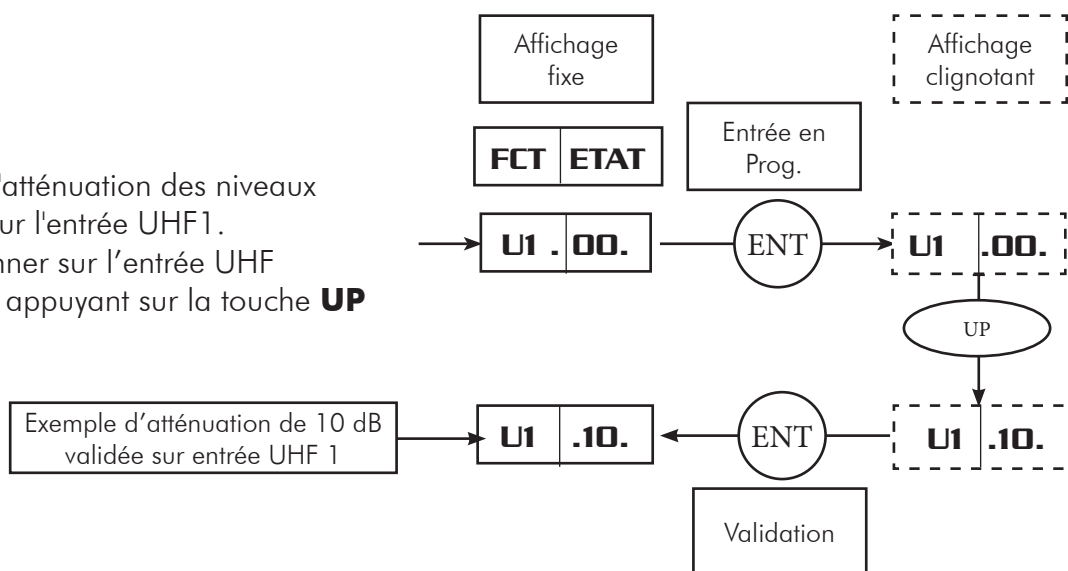 Affichage
fixe
Affichage
clignotant
Entrée en
Prog.
FCT ETAT
'atténuation des niveaux
ur l'entrée UHF1.
nner sur l’entrée UHF
appuyant sur la touche UP
U1 . 00.
ENT
U1 .00.
UP
Exemple d’atténuation de 10 dB
validée sur entrée UHF 1
U1 .10.
ENT
U1 .10.
Validation